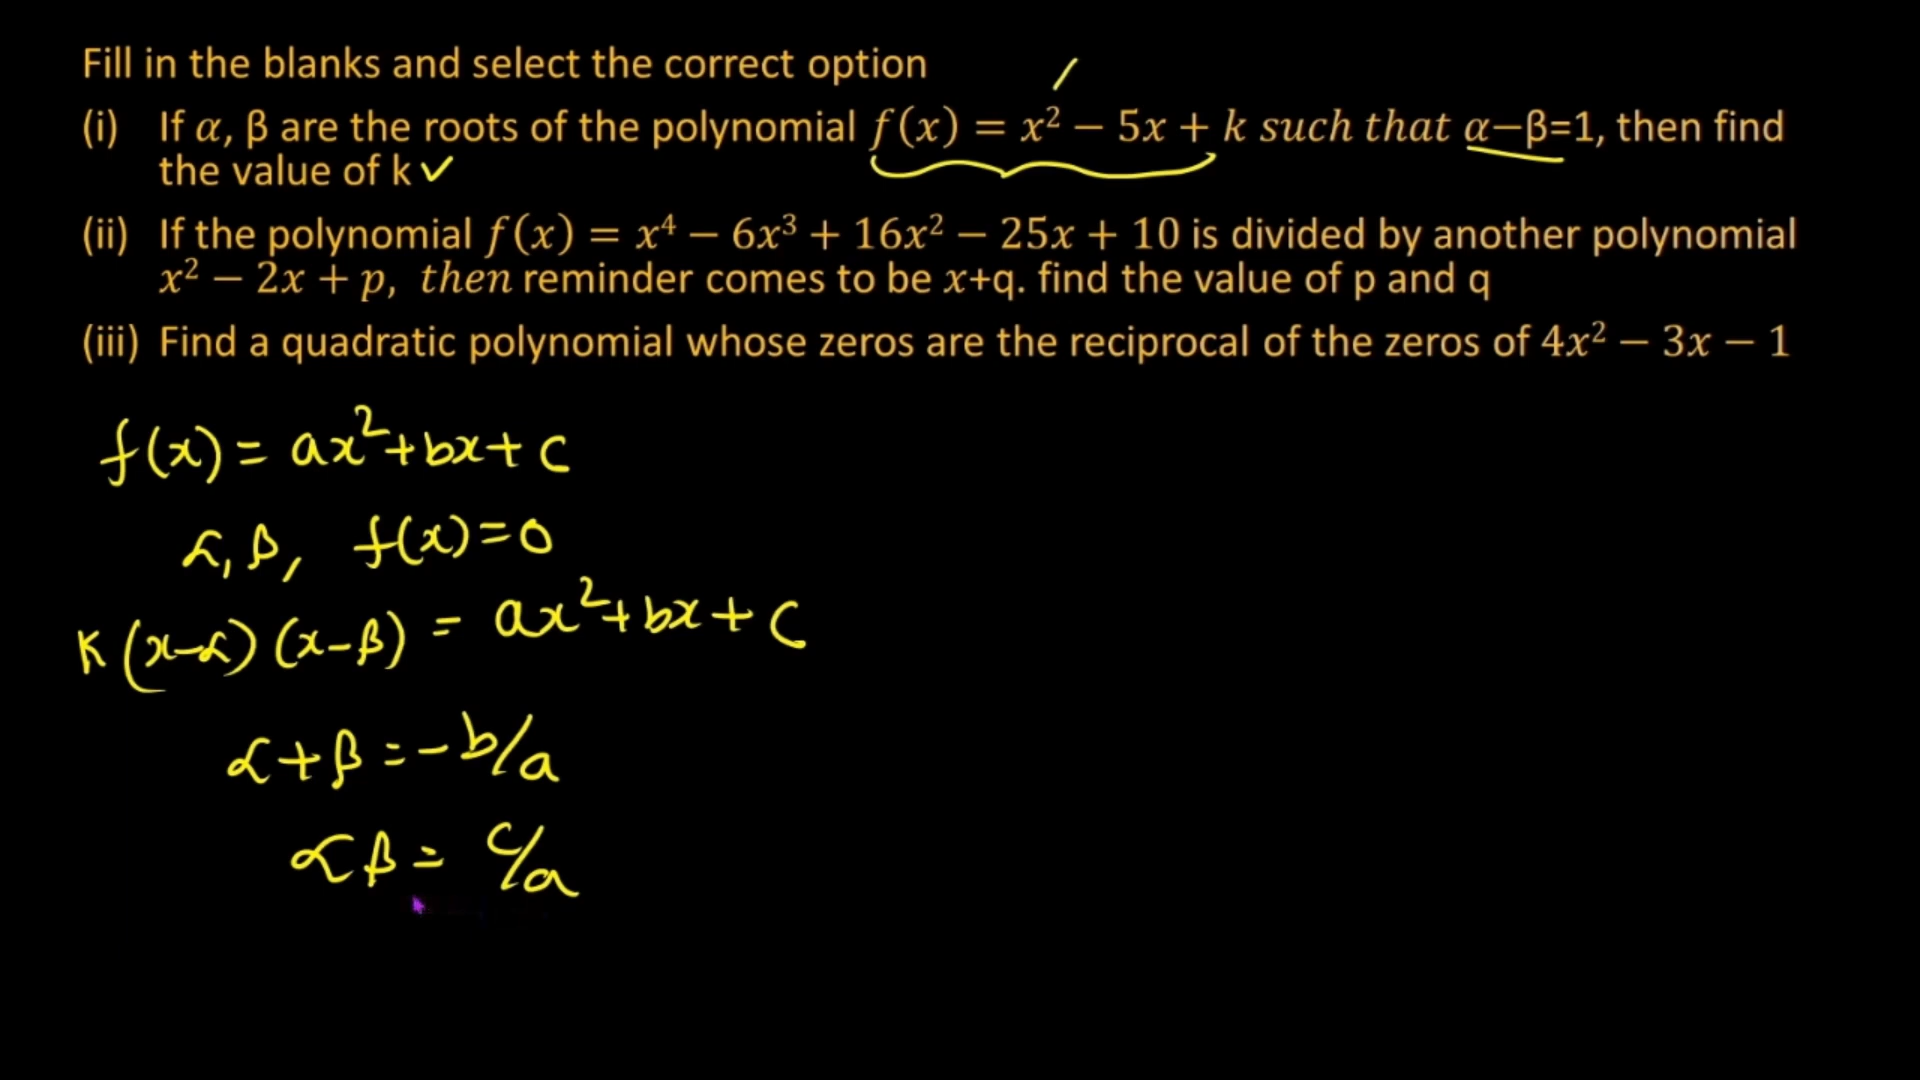 Fill in the blanks and select the correct option
(i) If α, β are the roots of the polynomial f(x) = x² − 5x + k such that α−β=1, then find
the value of k ✓
(ii) If the polynomial f(x) = x⁴ − 6x³ + 16x² − 25x + 10 is divided by another polynomial
x² − 2x + p, then reminder comes to be x+q. find the value of p and q
(iii) Find a quadratic polynomial whose zeros are the reciprocal of the zeros of 4x² − 3x − 1
f(x) = ax²+bx+c
α, β, f(x)=0
K(x-α)(x-β) = ax²+bx+c
α+β = -b/a
αβ = c/a